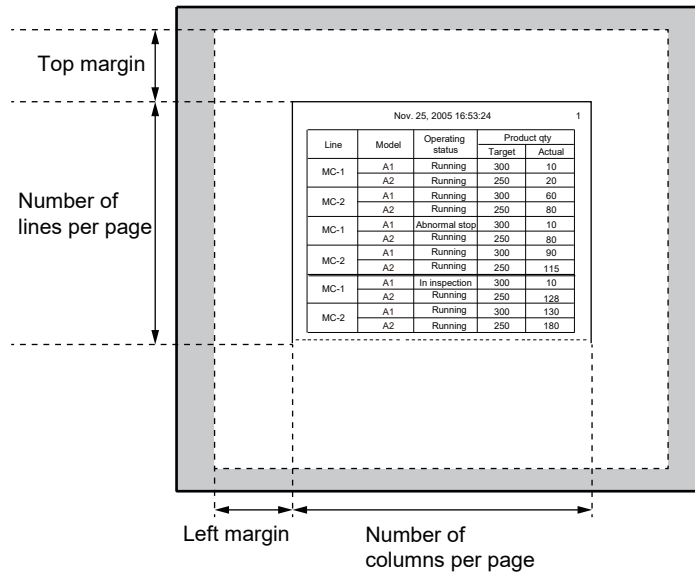 Top margin
Nov. 25, 2005 16:53:24 1
Line Model Operating status Product qty
Target Actual
MC-1 A1 Running 300 10
A2 Running 250 20
MC-2 A1 Running 300 60
A2 Running 250 80
MC-1 A1 Abnormal stop 300 10
A2 Running 250 80
MC-2 A1 Running 300 90
A2 Running 250 115
MC-1 A1 In inspection 300 10
A2 Running 250 128
MC-2 A1 Running 300 130
A2 Running 250 180
Number of
lines per page
Left margin
Number of
columns per page